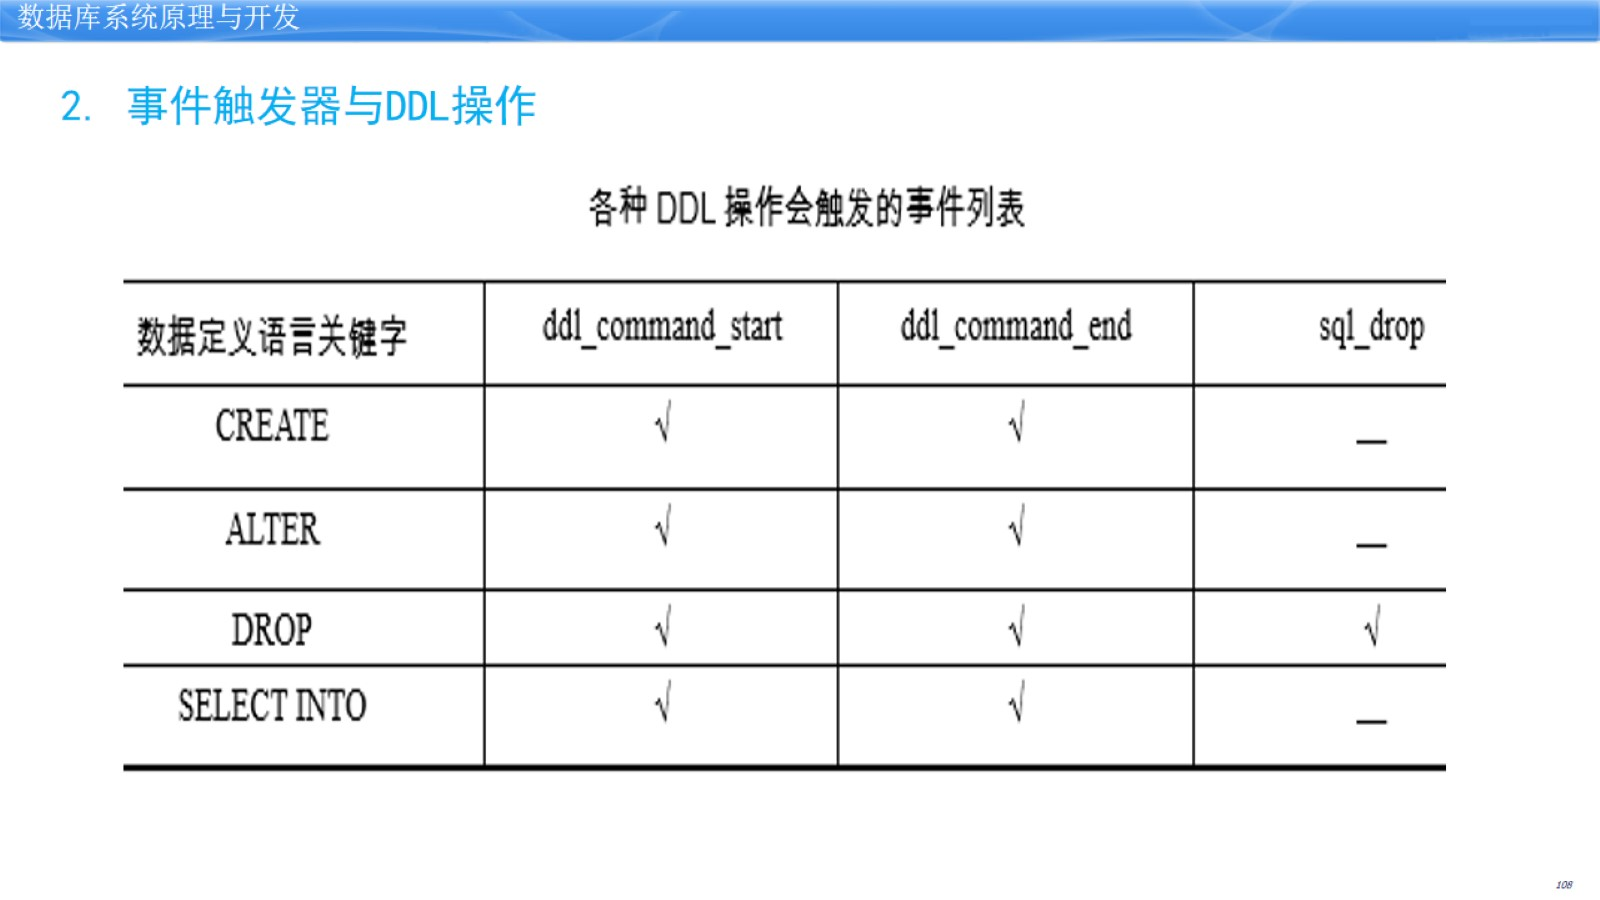 数据库系统原理与开发
2. 事件触发器与DDL操作
各种 DDL 操作会触发的事件列表
数据定义语言关键字 ddl_command_start ddl_command_end sql_drop
CREATE √ √ —
ALTER √ √ —
DROP √ √ √
SELECT INTO √ √ —
108